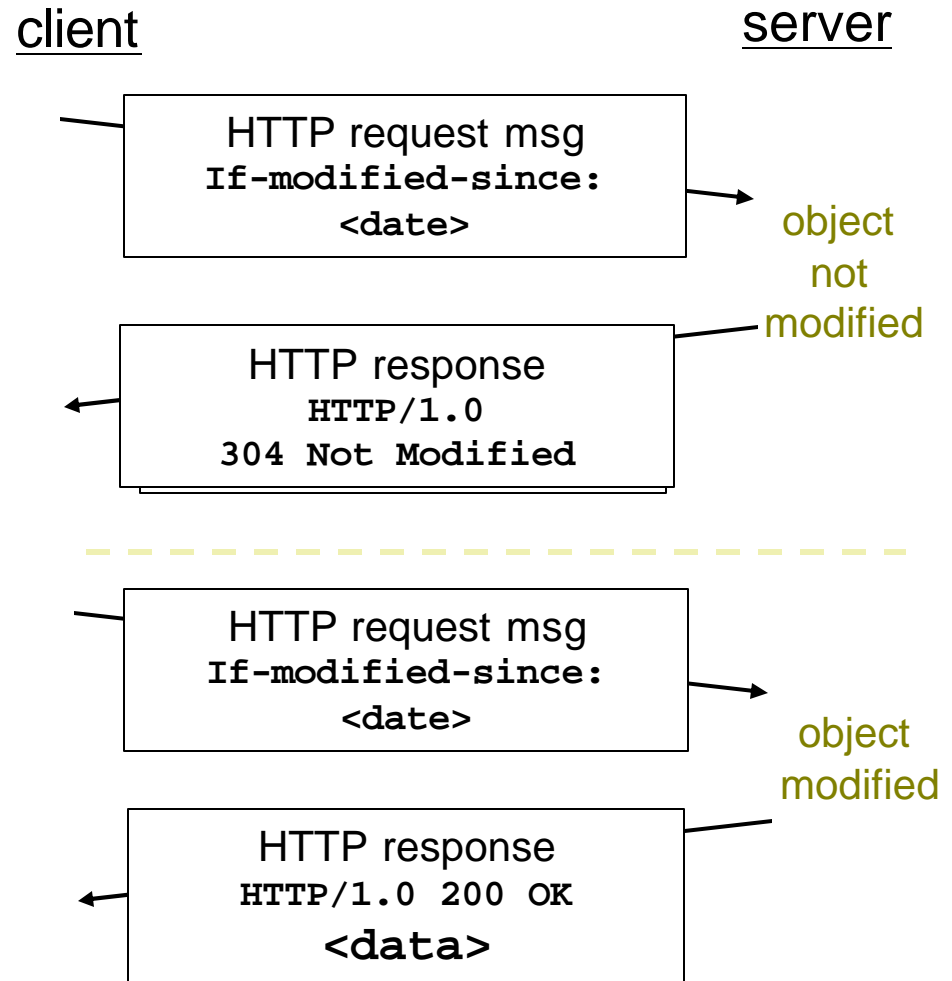 client
server
HTTP request msg
If-modified-since:
<date>
object
not
modified
HTTP response
HTTP/1.0
304 Not Modified
HTTP request msg
If-modified-since:
<date>
object
modified
HTTP response
HTTP/1.0 200 OK
<data>